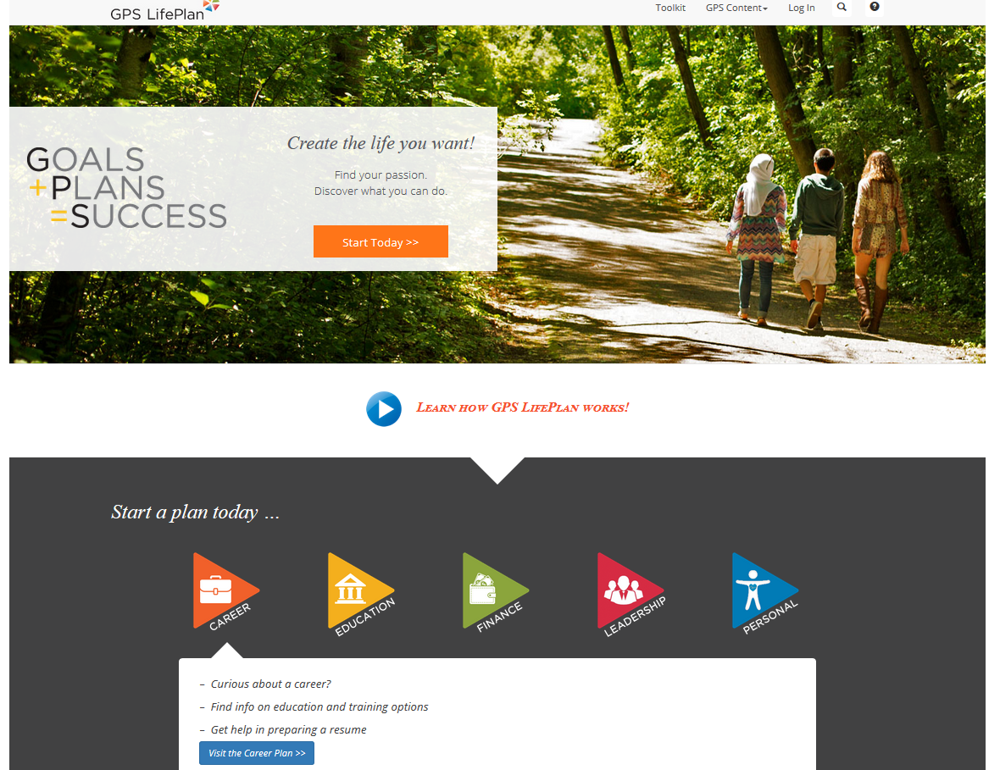 GPS LifePlan
Toolkit GPS Content Log In
GOALS
+PLANS
=SUCCESS
Create the life you want!
Find your passion.
Discover what you can do.
Start Today >>
LEARN HOW GPS LIFEPLAN WORKS!
Start a plan today ...
CAREER
EDUCATION
FINANCE
LEADERSHIP
PERSONAL
– Curious about a career?
– Find info on education and training options
– Get help in preparing a resume
Visit the Career Plan >>